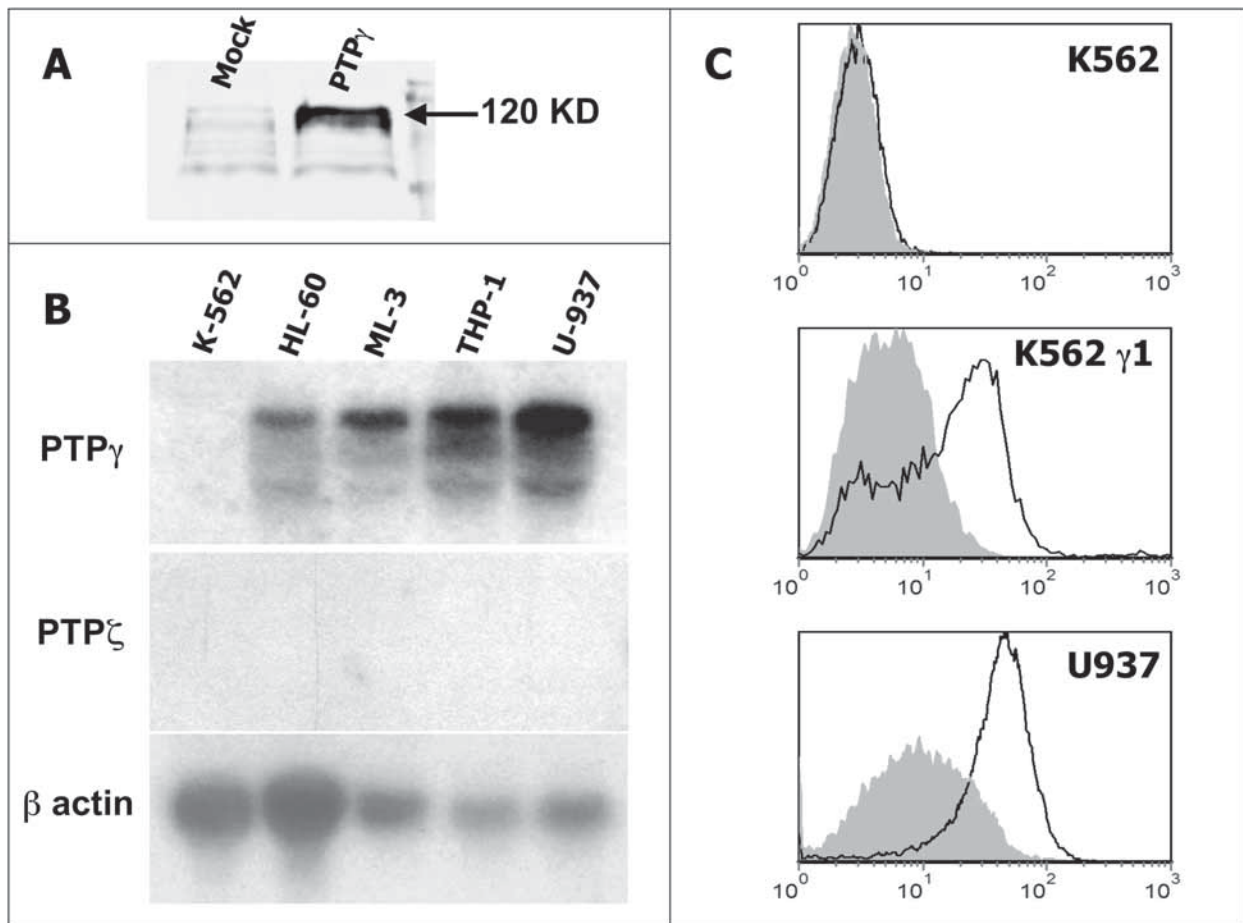 A
Mock
PTPγ
120 KD
B
K-562
HL-60
ML-3
THP-1
U-937
PTPγ
PTPζ
β actin
C
K562
10⁰ 10¹ 10² 10³
K562 γ1
10⁰ 10¹ 10² 10³
U937
10⁰ 10¹ 10² 10³